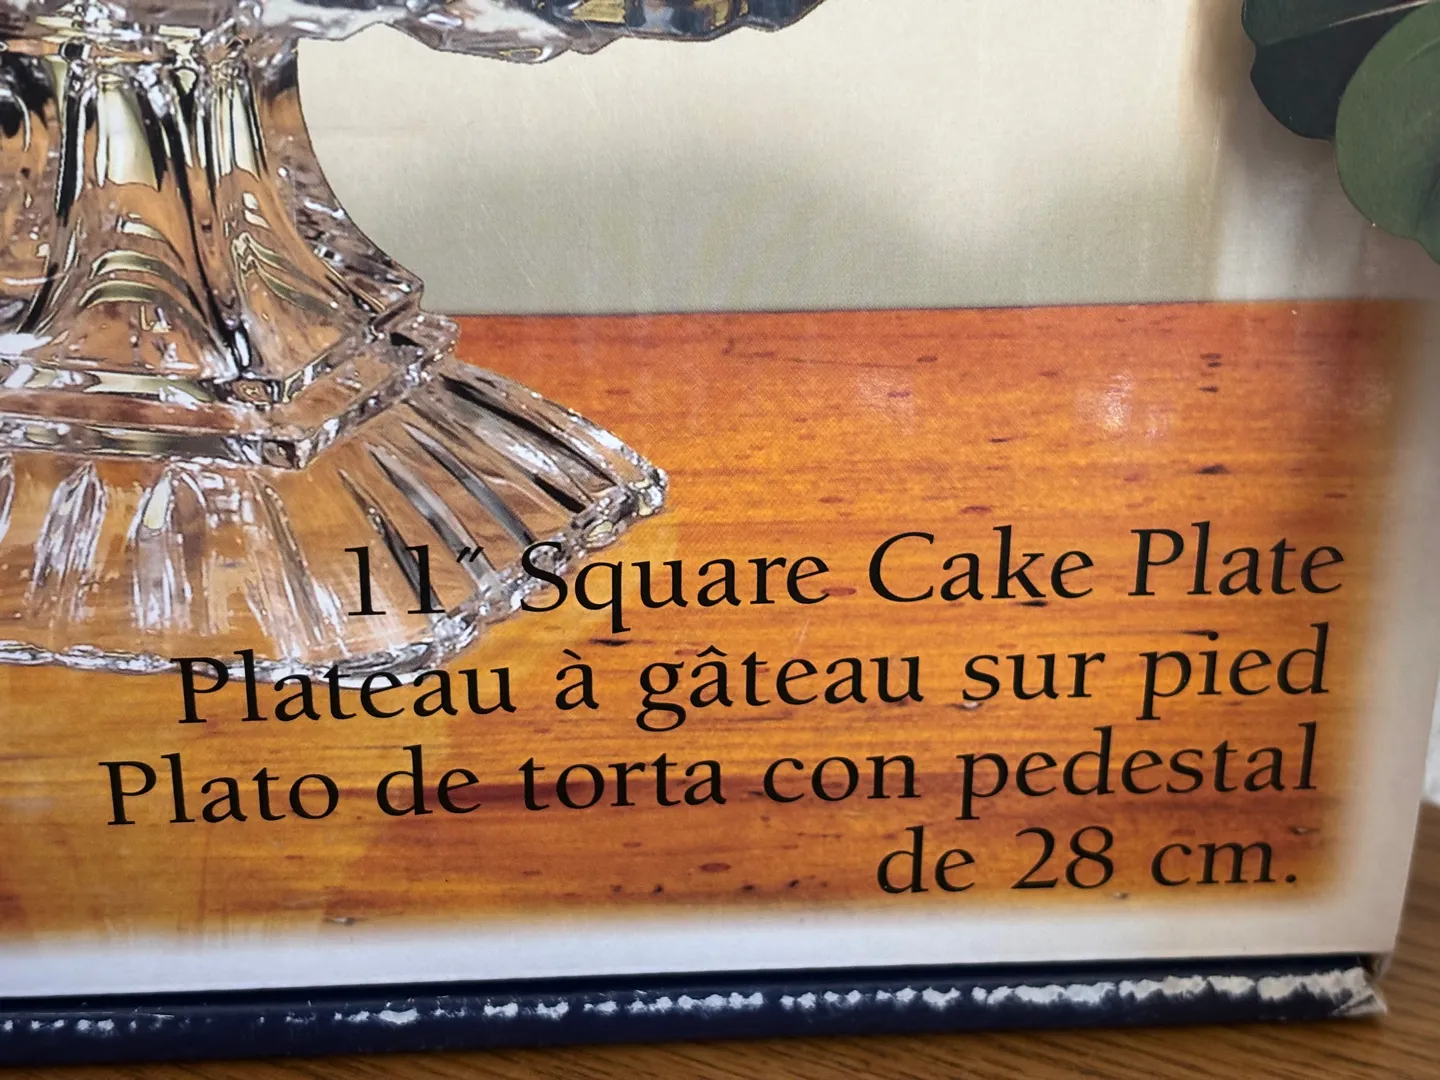 11″ Square Cake Plate
Plateau à gâteau sur pied
Plato de torta con pedestal
de 28 cm.